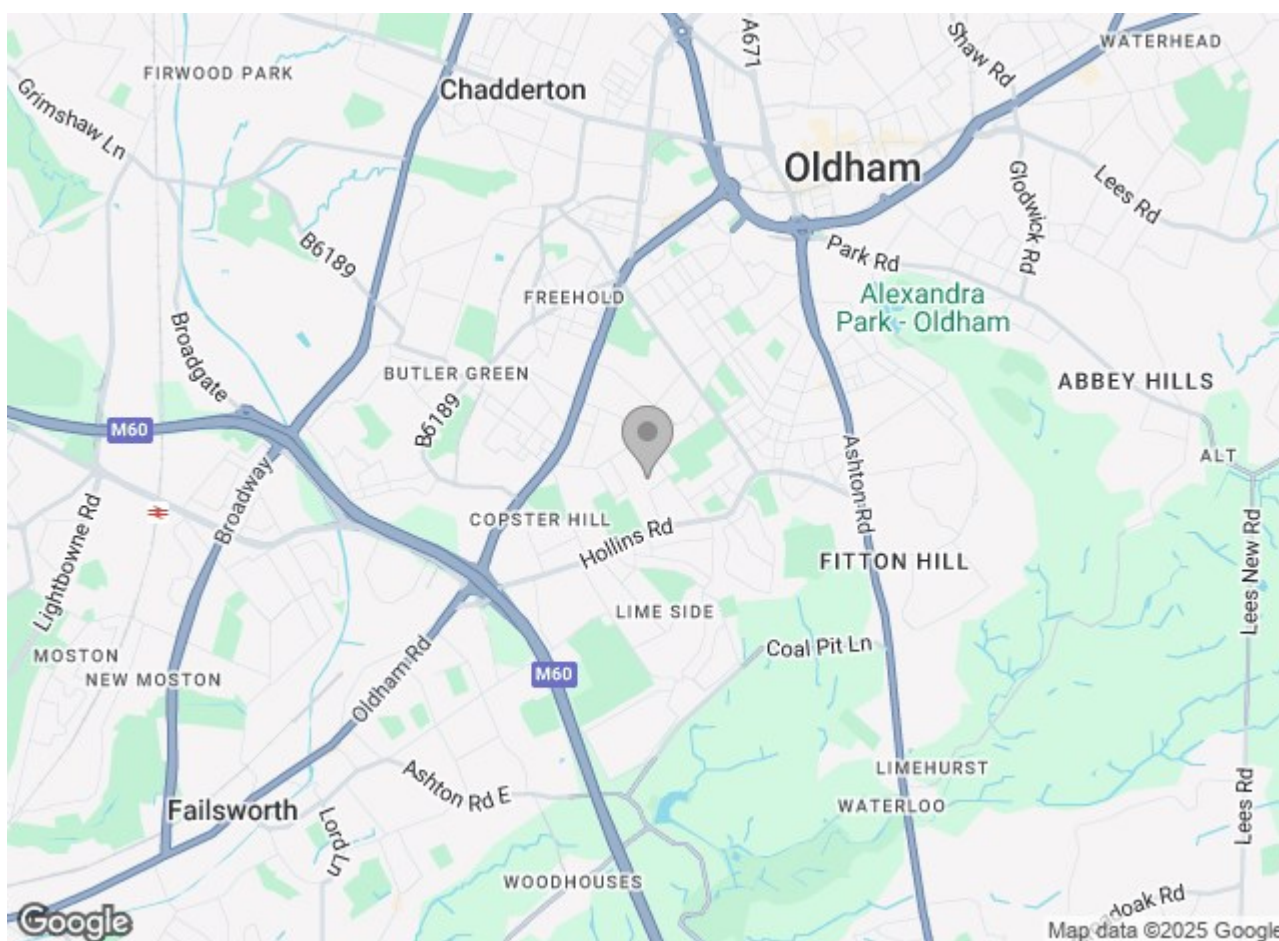 A671
Shaw Rd
WATERHEAD
FIRWOOD PARK
Chadderton
Grimshaw Ln
Oldham
Lees Rd
Glodwick Rd
B6189
Park Rd
FREEHOLD
Alexandra
Park - Oldham
Broadgate
BUTLER GREEN
ABBEY HILLS
B6189
M60
ALT
Ashton Rd
Broadway
COPSTER HILL
Hollins Rd
Lightbowne Rd
FITTON HILL
Lees New Rd
LIME SIDE
MOSTON
Coal Pit Ln
NEW MOSTON
M60
Oldham Rd
LIMEHURST
Ashton Rd E
WATERLOO
Failsworth
Lord Ln
Lees Rd
WOODHOUSES
doak Rd
Google
Map data ©2025 Google